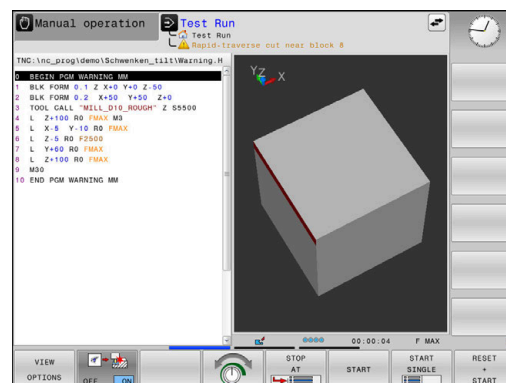 Manual operation
Test Run
Test Run
Rapid-traverse cut near block 8
TNC:\nc_prog\demo\Schwenken_tilt\Warning.H
0 BEGIN PGM WARNING MM
1 BLK FORM 0.1 Z X+0 Y+0 Z-50
2 BLK FORM 0.2 X+50 Y+50 Z+0
3 TOOL CALL "MILL_D10_ROUGH" Z S5500
4 L Z+100 R0 FMAX M3
5 L X-5 Y-10 R0 FMAX
6 L Z-5 R0 F2500
7 L Y+60 R0 FMAX
8 L Z+100 R0 FMAX
9 M30
10 END PGM WARNING MM
Y Z X
00:00:04 F MAX
VIEW
OPTIONS
OFF ON
STOP
AT
START
START
SINGLE
RESET
+
START